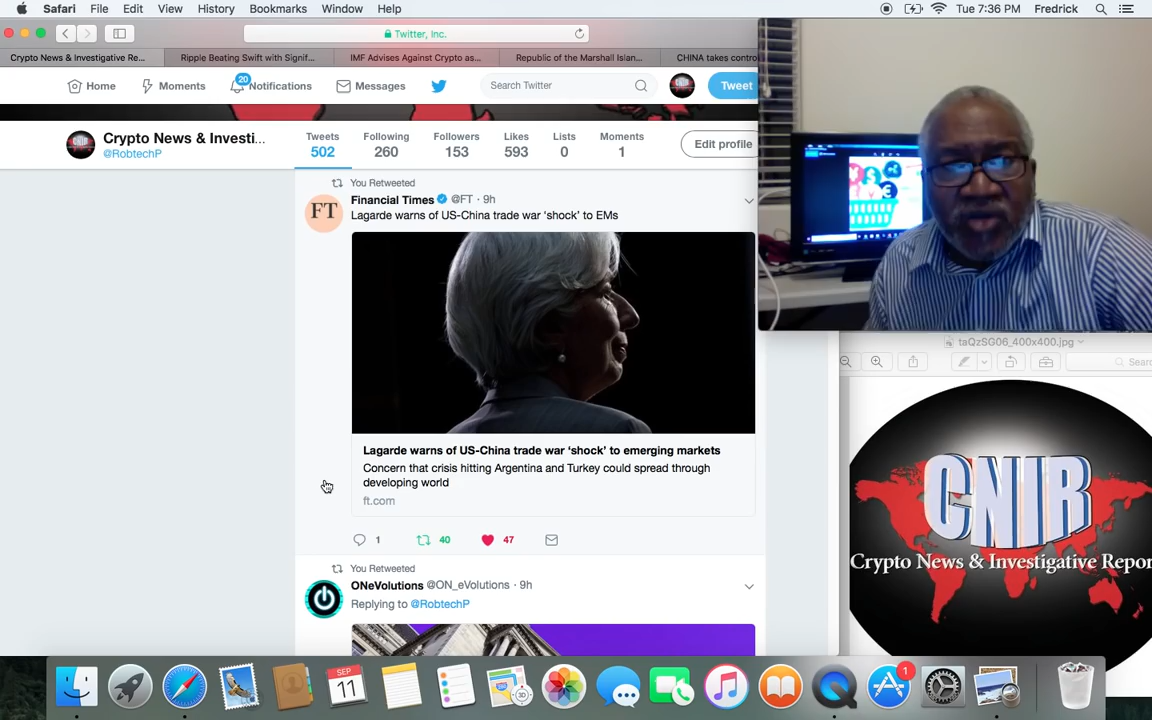 Safari File Edit View History Bookmarks Window Help
Tue 7:36 PM Fredrick
Twitter, Inc.
Crypto News & Investigative Re...
Ripple Beating Swift with Signif...
IMF Advises Against Crypto as...
Republic of the Marshall Islan...
CHINA takes contro
Home Moments 20 Notifications Messages
Search Twitter
Tweet
Crypto News & Investi...
@RobtechP
Tweets Following Followers Likes Lists Moments
502 260 153 593 0 1
Edit profile
You Retweeted
FT
Financial Times @FT · 9h
Lagarde warns of US-China trade war ‘shock’ to EMs
Lagarde warns of US-China trade war ‘shock’ to emerging markets
Concern that crisis hitting Argentina and Turkey could spread through
developing world
ft.com
1 40 47
You Retweeted
ONeVolutions @ON_eVolutions · 9h
Replying to @RobtechP
taQzSG06_400x400.jpg
Sear
CNIR
Crypto News & Investigative Repor
SEP
11
3D
1